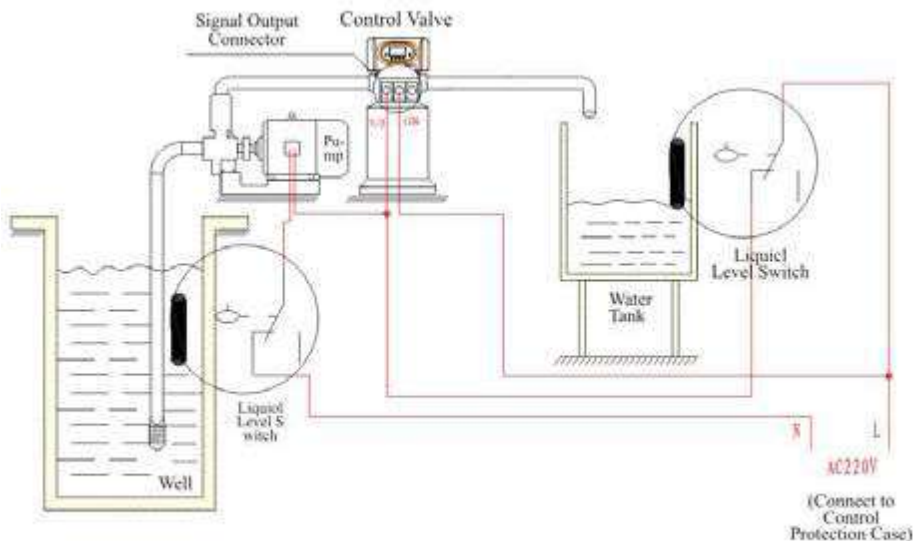 Signal Output
Connector
Control Valve
Pu-
mp
Liquicl
Level Switch
Water
Tank
Liquiol
Level S
witch
Well
N
L
AC220V
(Connect to
Control
Protection Case)